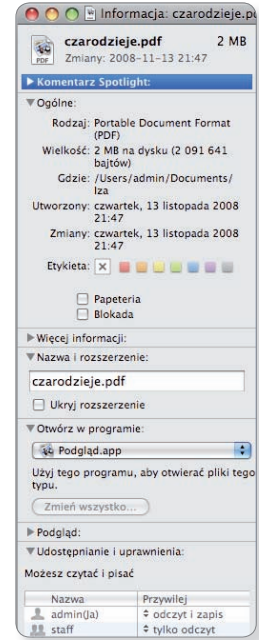 Informacja: czarodzieje.p
czarodzieje.pdf 2 MB
Zmiany: 2008-11-13 21:47
PDF
Komentarz Spotlight:
Ogólne:
Rodzaj: Portable Document Format
(PDF)
Wielkość: 2 MB na dysku (2 091 641
bajtów)
Gdzie: /Users/admin/Documents/
Iza
Utworzony: czwartek, 13 listopada 2008
21:47
Zmiany: czwartek, 13 listopada 2008
21:47
Etykieta:
Papeteria
Blokada
Więcej informacji:
Nazwa i rozszerzenie:
czarodzieje.pdf
Ukryj rozszerzenie
Otwórz w programie:
Podgląd.app
Użyj tego programu, aby otwierać pliki tego
typu.
Zmień wszystko...
Podgląd:
Udostępnianie i uprawnienia:
Możesz czytać i pisać
Nazwa Przywilej
admin(Ja) odczyt i zapis
staff tylko odczyt